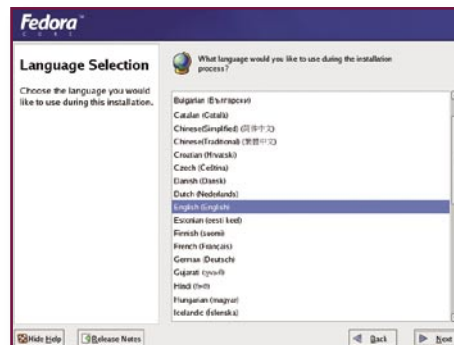 Fedora
CORE
Language Selection
Choose the language you would
like to use during this installation.
What language would you like to use during the installation
process?
Bulgarian (Български)
Catalan (Català)
Chinese(Simplified) (简体中文)
Chinese(Traditional) (繁體中文)
Croatian (Hrvatski)
Czech (Čeština)
Danish (Dansk)
Dutch (Nederlands)
English (English)
Estonian (eesti keel)
Finnish (suomi)
French (Français)
German (Deutsch)
Gujarati (ગુજરાતી)
Hindi (हिन्दी)
Hungarian (magyar)
Icelandic (Íslenska)
Hide Help
Release Notes
Back
Next